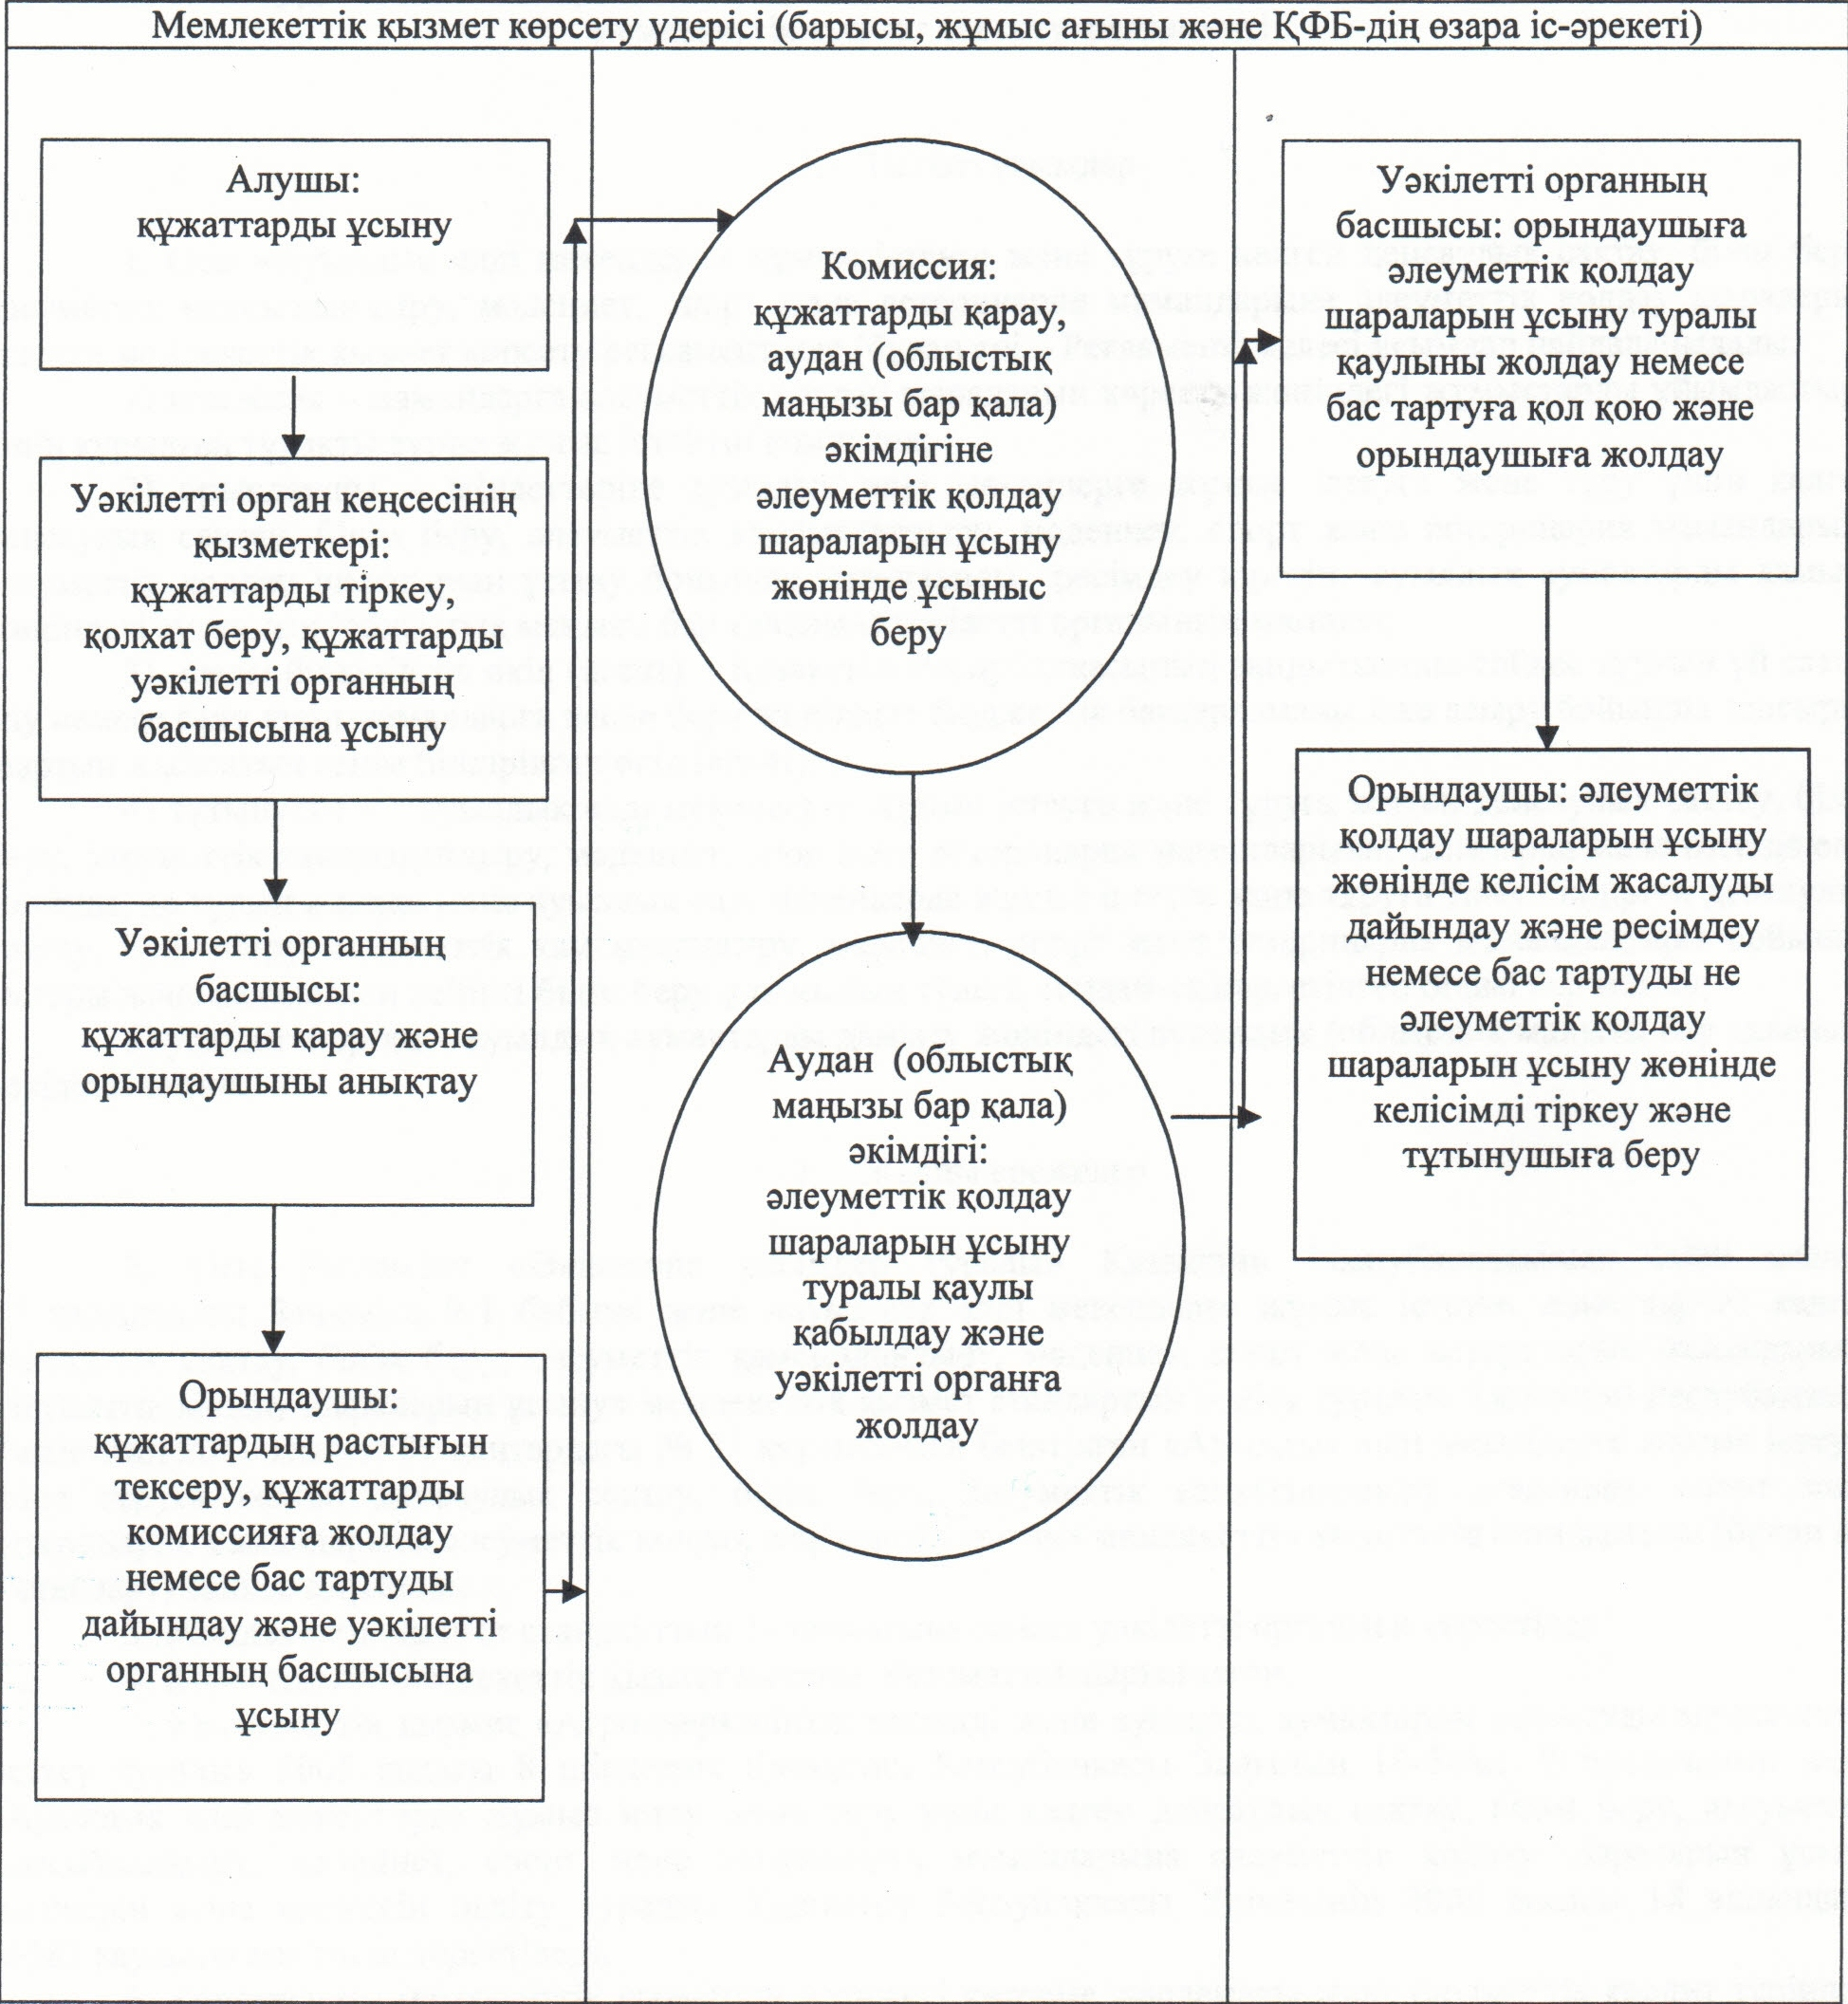 Мемлекеттік қызмет көрсету үдерісі (барысы, жұмыс ағыны және ҚФБ-дің өзара іс-әрекеті)
Алушы:
құжаттарды ұсыну
Уәкілетті орган кеңсесінің
қызметкері:
құжаттарды тіркеу,
қолхат беру, құжаттарды
уәкілетті органның
басшысына ұсыну
Уәкілетті органның
басшысы:
құжаттарды қарау және
орындаушыны анықтау
Орындаушы:
құжаттардың растығын
тексеру, құжаттарды
комиссияға жолдау
немесе бас тартуды
дайындау және уәкілетті
органның басшысына
ұсыну
Комиссия:
құжаттарды қарау,
аудан (облыстық
маңызы бар қала)
әкімдігіне
әлеуметтік қолдау
шараларын ұсыну
жөнінде ұсыныс
беру
Аудан (облыстық
маңызы бар қала)
әкімдігі:
әлеуметтік қолдау
шараларын ұсыну
туралы қаулы
қабылдау және
уәкілетті органға
жолдау
Уәкілетті органның
басшысы: орындаушыға
әлеуметтік қолдау
шараларын ұсыну туралы
қаулыны жолдау немесе
бас тартуға қол қою және
орындаушыға жолдау
Орындаушы: әлеуметтік
қолдау шараларын ұсыну
жөнінде келісім жасалуды
дайындау және ресімдеу
немесе бас тартуды не
әлеуметтік қолдау
шараларын ұсыну жөнінде
келісімді тіркеу және
тұтынушыға беру